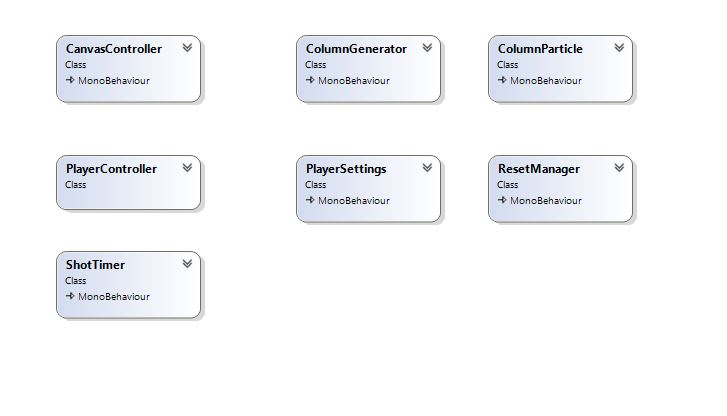 CanvasController
Class
MonoBehaviour
ColumnGenerator
Class
MonoBehaviour
ColumnParticle
Class
MonoBehaviour
PlayerController
Class
PlayerSettings
Class
MonoBehaviour
ResetManager
Class
MonoBehaviour
ShotTimer
Class
MonoBehaviour